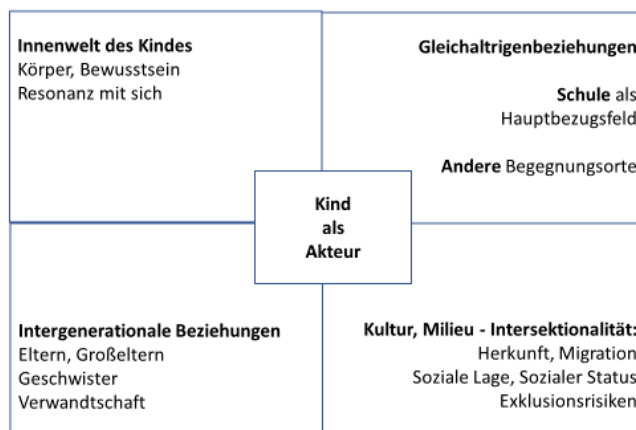 Innenwelt des Kindes
Körper, Bewusstsein
Resonanz mit sich
Gleichaltrigenbeziehungen
Schule als
Hauptbezugsfeld
Andere Begegnungsorte
Kind
als
Akteur
Intergenerationale Beziehungen
Eltern, Großeltern
Geschwister
Verwandtschaft
Kultur, Milieu - Intersektionalität:
Herkunft, Migration
Soziale Lage, Sozialer Status
Exklusionsrisiken